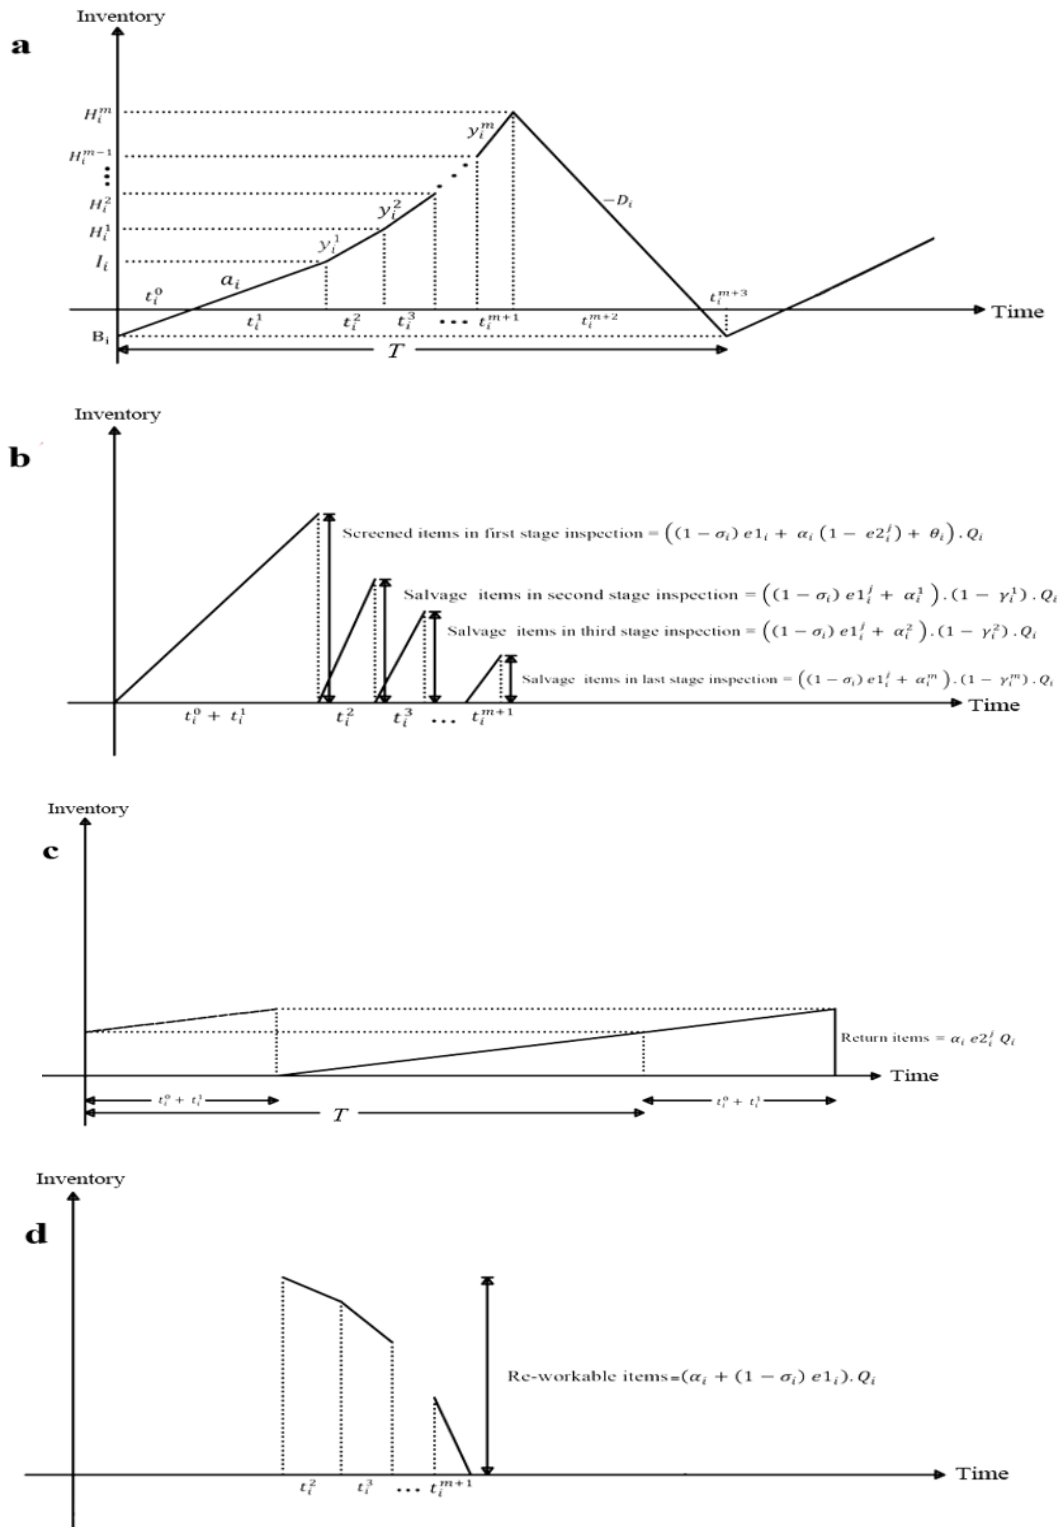 Inventory
a
H_i^m
y_i^m
H_i^{m-1}
H_i^2
y_i^2
−D_i
H_i^1
y_i^1
I_i
a_i
t_i^0
t_i^{m+3}
Time
t_i^1 t_i^2 t_i^3 ••• t_i^{m+1} t_i^{m+2}
B_i
T
Inventory
b
Screened items in first stage inspection = ((1 − σ_i) e1_i + α_i (1 − e2_i^j) + θ_i). Q_i
Salvage items in second stage inspection = ((1 − σ_i) e1_i^j + α_i^1 ). (1 − γ_i^1). Q_i
Salvage items in third stage inspection = ((1 − σ_i) e1_i^j + α_i^2 ). (1 − γ_i^2). Q_i
Salvage items in last stage inspection = ((1 − σ_i) e1_i^j + α_i^m ). (1 − γ_i^m). Q_i
Time
t_i^0 + t_i^1 t_i^2 t_i^3 ... t_i^{m+1}
Inventory
c
Return items = α_i e2_i^j Q_i
Time
t_i^0 + t_i^1 t_i^0 + t_i^1
T
Inventory
d
Re-workable items=(α_i + (1 − σ_i) e1_i). Q_i
Time
t_i^2 t_i^3 ••• t_i^{m+1}